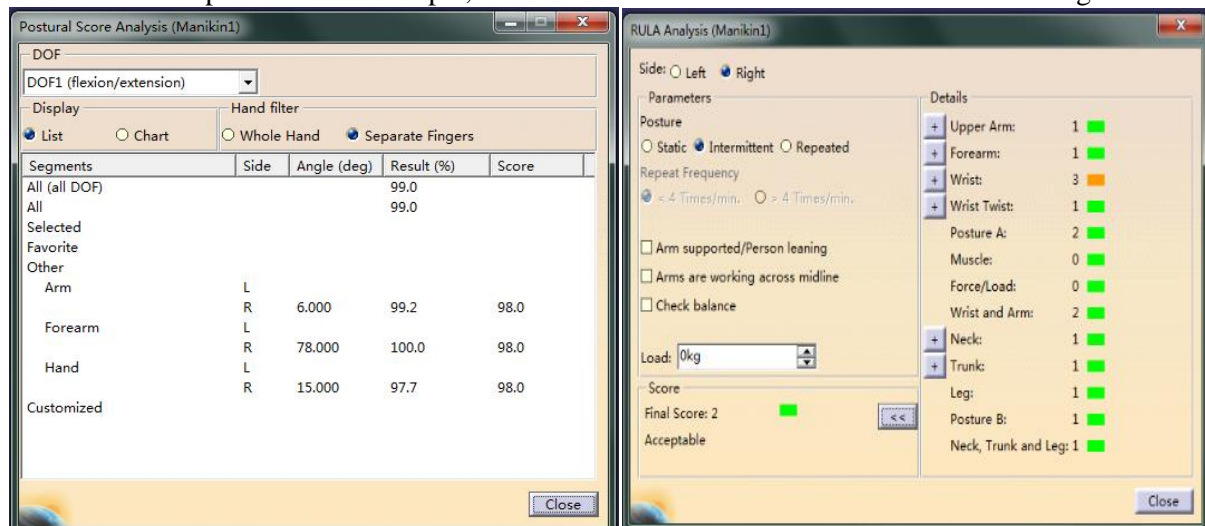 Postural Score Analysis (Manikin1)
DOF
DOF1 (flexion/extension)
Display
Hand filter
List Chart Whole Hand Separate Fingers
Segments Side Angle (deg) Result (%) Score
All (all DOF) 99.0
All 99.0
Selected
Favorite
Other
Arm L
R 6.000 99.2 98.0
Forearm L
R 78.000 100.0 98.0
Hand L
R 15.000 97.7 98.0
Customized
Close
RULA Analysis (Manikin1)
Side: Left Right
Parameters
Posture
Static Intermittent Repeated
Repeat Frequency
< 4 Times/min. > 4 Times/min.
Arm supported/Person leaning
Arms are working across midline
Check balance
Load: 0kg
Score
Final Score: 2
<<
Acceptable
Details
+ Upper Arm: 1
+ Forearm: 1
+ Wrist: 3
+ Wrist Twist: 1
Posture A: 2
Muscle: 0
Force/Load: 0
Wrist and Arm: 2
+ Neck: 1
+ Trunk: 1
Leg: 1
Posture B: 1
Neck, Trunk and Leg: 1
Close